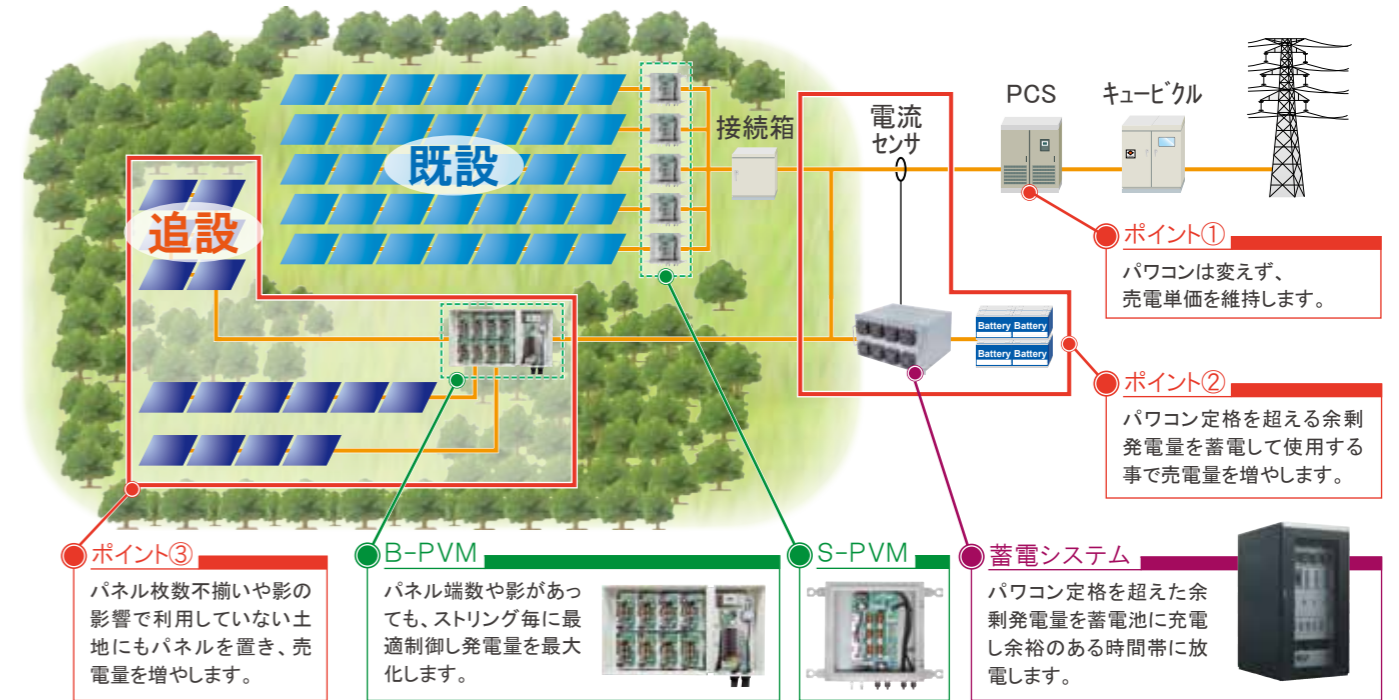 PCS
キュービクル
電流
センサ
接続箱
既設
追設
Battery Battery
Battery Battery
ポイント①
パワコンは変えず、
売電単価を維持します。
ポイント②
パワコン定格を超える余剰
発電量を蓄電して使用する
事で売電量を増やします。
ポイント③
パネル枚数不揃いや影の
影響で利用していない土
地にもパネルを置き、売
電量を増やします。
B-PVM
パネル端数や影があっ
ても、ストリング毎に最
適制御し発電量を最大
化します。
S-PVM
蓄電システム
パワコン定格を超えた余
剰発電量を蓄電池に充電
し余裕のある時間帯に放
電します。